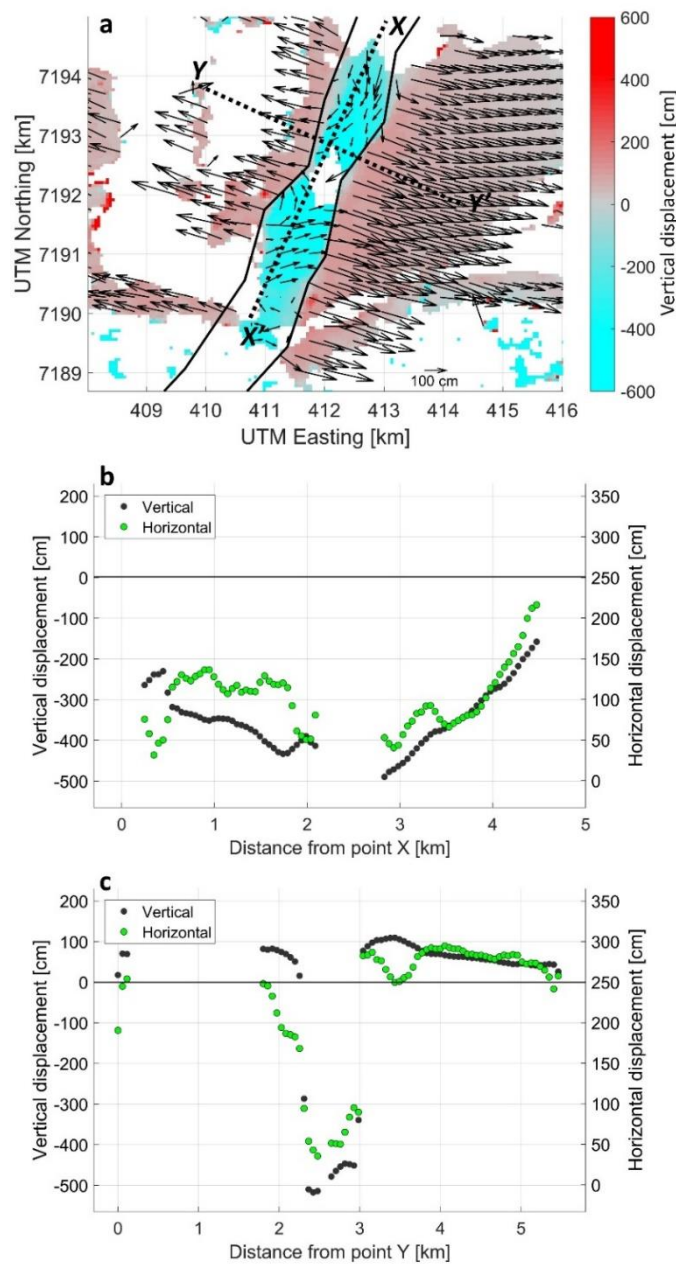 a
UTM Northing [km]
7194
7193
7192
7191
7190
7189
X
Y
Y'
X'
100 cm
409 410 411 412 413 414 415 416
UTM Easting [km]
600
400
200
0
-200
-400
-600
Vertical displacement [cm]
b
Vertical
Horizontal
Vertical displacement [cm]
200
100
0
-100
-200
-300
-400
-500
350
300
250
200
150
100
50
0
Horizontal displacement [cm]
0 1 2 3 4 5
Distance from point X [km]
c
Vertical
Horizontal
Vertical displacement [cm]
200
100
0
-100
-200
-300
-400
-500
350
300
250
200
150
100
50
0
Horizontal displacement [cm]
0 1 2 3 4 5
Distance from point Y [km]